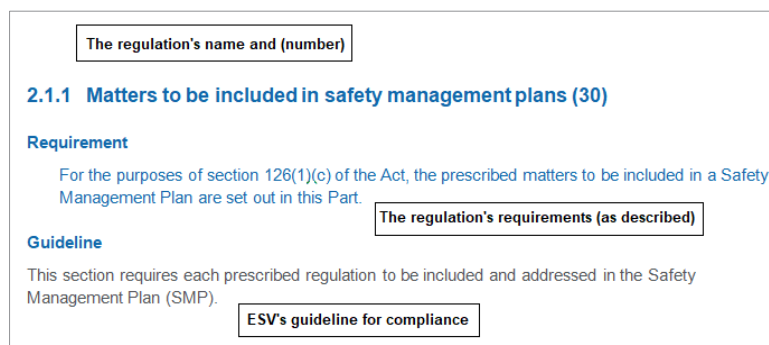 The regulation's name and (number)
2.1.1 Matters to be included in safety management plans (30)
Requirement
For the purposes of section 126(1)(c) of the Act, the prescribed matters to be included in a Safety
Management Plan are set out in this Part.
The regulation's requirements (as described)
Guideline
This section requires each prescribed regulation to be included and addressed in the Safety
Management Plan (SMP).
ESV's guideline for compliance